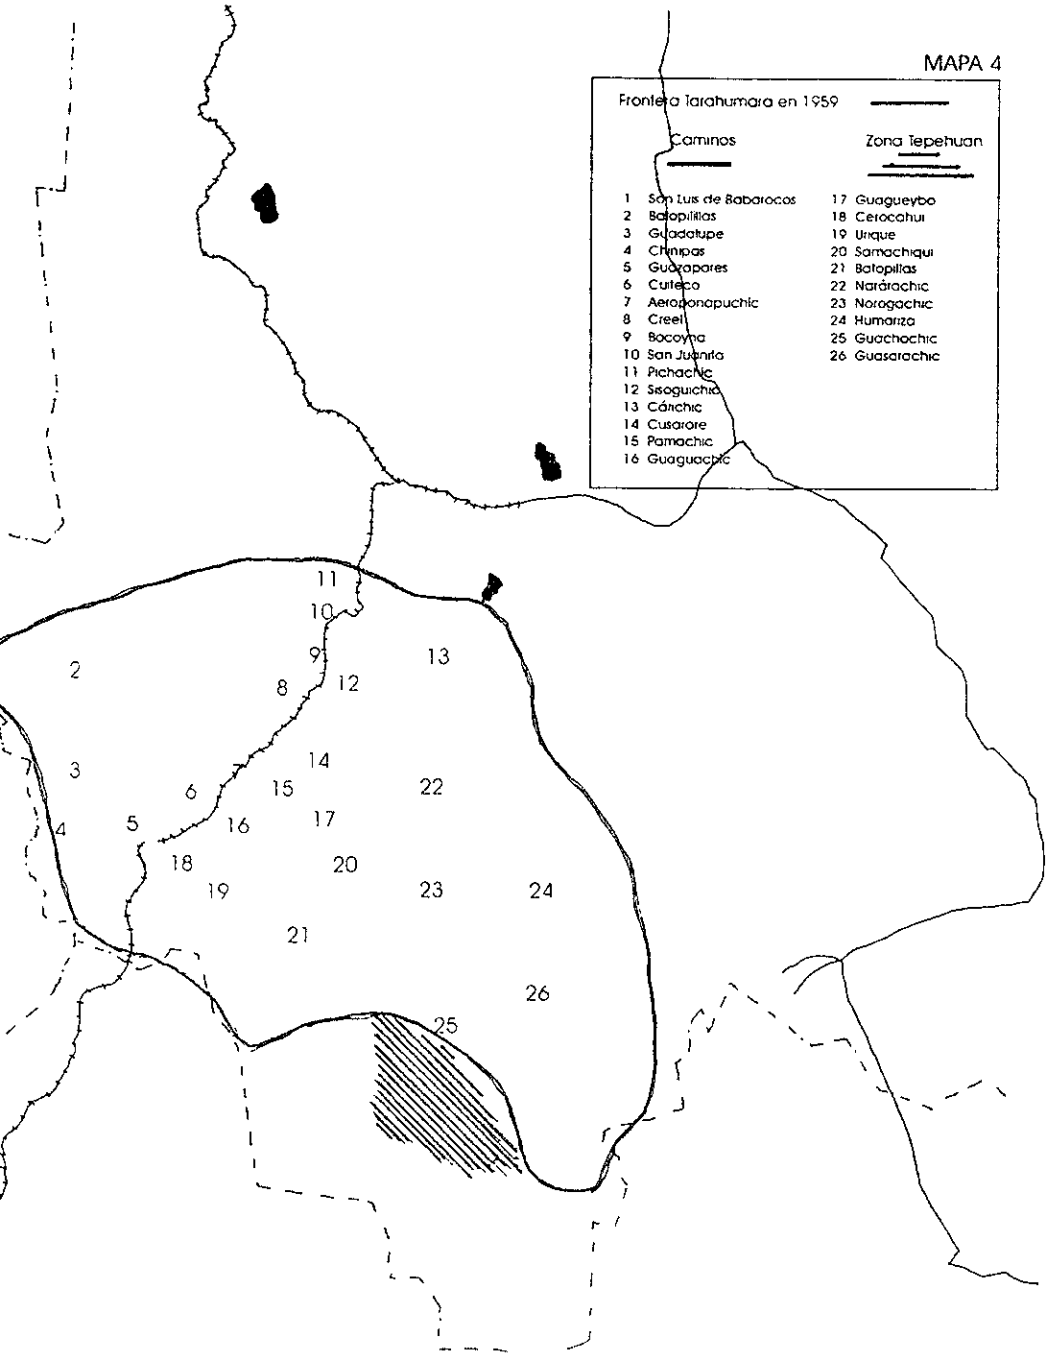 MAPA 4
Frontera Tarahumara en 1959
Caminos
Zona Tepehuan
1 San Luis de Babarocos
2 Batopilillas
3 Guadalupe
4 Chinipas
5 Guazapares
6 Cuiteco
7 Aeroponapuchic
8 Creel
9 Bocoyna
10 San Juanita
11 Pichachic
12 Sisoguichic
13 Cárichic
14 Cusarore
15 Pamachic
16 Guaguachic
17 Guagueybo
18 Cerocahui
19 Urique
20 Samachiqui
21 Batopillas
22 Narárachic
23 Norogachic
24 Humariza
25 Guachochic
26 Guasarachic
11
10
9
13
2
8
12
3
14
6
15
22
4
5
16
17
18
20
19
23
24
21
26
25